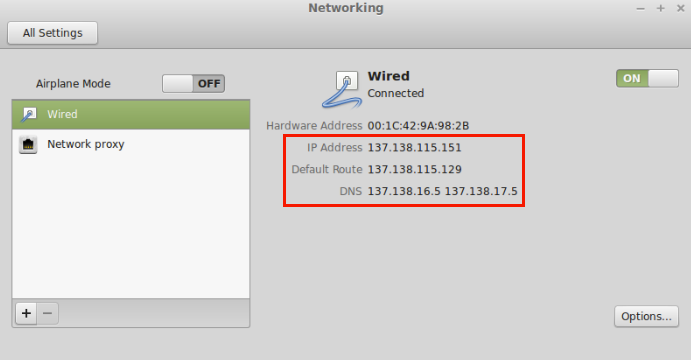 Networking
All Settings
Airplane Mode OFF
Wired
Network proxy
Wired
Connected
ON
Hardware Address 00:1C:42:9A:98:2B
IP Address 137.138.115.151
Default Route 137.138.115.129
DNS 137.138.16.5 137.138.17.5
Options...